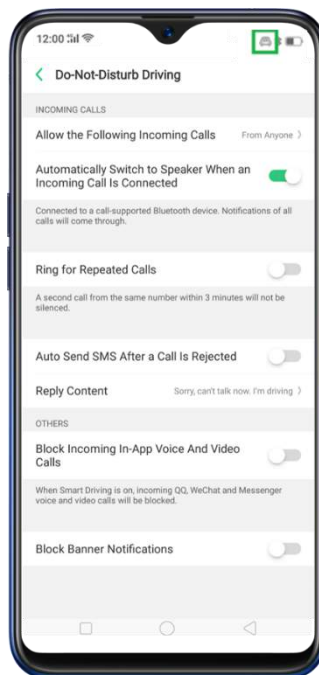 12:00
Do-Not-Disturb Driving
INCOMING CALLS
Allow the Following Incoming Calls From Anyone
Automatically Switch to Speaker When an
Incoming Call Is Connected
Connected to a call-supported Bluetooth device. Notifications of all
calls will come through.
Ring for Repeated Calls
A second call from the same number within 3 minutes will not be
silenced.
Auto Send SMS After a Call Is Rejected
Reply Content Sorry, can't talk now, I'm driving
OTHERS
Block Incoming In-App Voice And Video
Calls
When Smart Driving is on, incoming QQ, WeChat and Messenger
voice and video calls will be blocked.
Block Banner Notifications